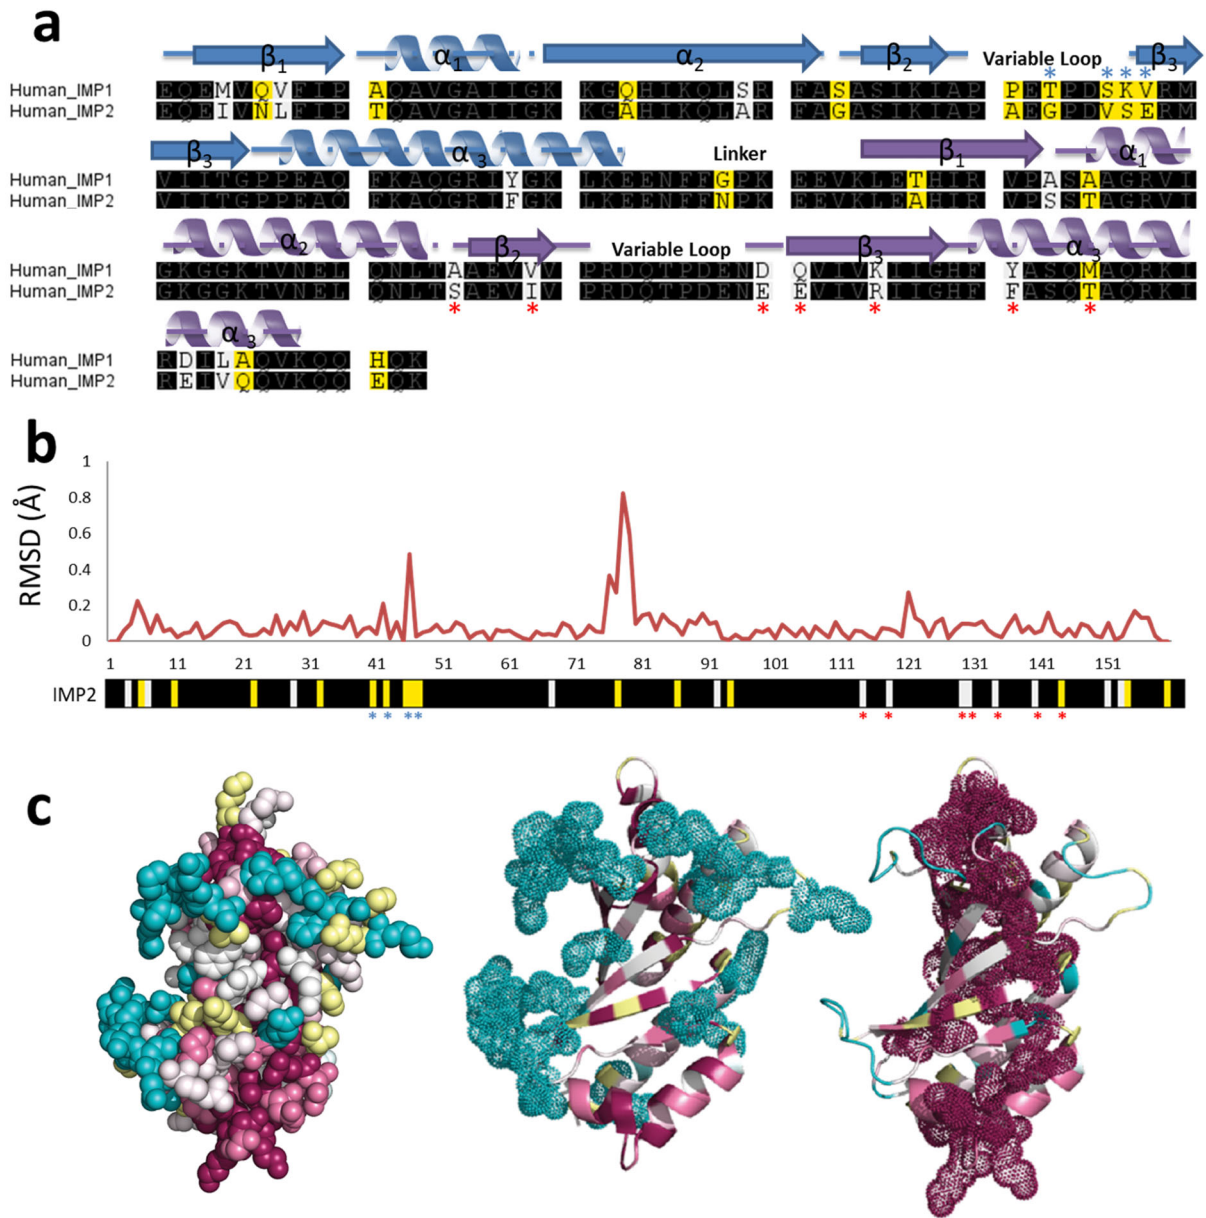 a
β1 α1 α2 β2 Variable Loop β3
* * * *
Human_IMP1 EQEMVQVFIP AQAVGAIIGK KGQHIKQLSR FASASIKIAP PETPDSKVRM
Human_IMP2 EQEIVNLFIP TQAVGAIIGK KGAHIKQLAR FAGASIKIAP AEGPDVSERM
β3 α3 Linker β1 α1
Human_IMP1 VIITGPPEAQ FKAQGRIYGK LKEENFFGPK EEVKLETHIR VPASAAGRVI
Human_IMP2 VIITGPPEAQ FKAQGRIFGK LKEENFFNPK EEVKLEAHIR VPSSTAGRVI
α2 β2 Variable Loop β3 α3
Human_IMP1 GKGGKTVNEL QNLTAAEVVV PRDQTPDEND QVIVKIIGHF YASQMAQRKI
Human_IMP2 GKGGKTVNEL QNLTSAEVIV PRDQTPDENE EVIVRIIGHF FASQTAQRKI
* * * * * * *
α3
Human_IMP1 RDILAQVKQQ HQK
Human_IMP2 REIVQQVKQQ EQK
b
RMSD (Å)
1
0.8
0.6
0.4
0.2
0
1 11 21 31 41 51 61 71 81 91 101 111 121 131 141 151
IMP2
* * * * * * * * * * *
c